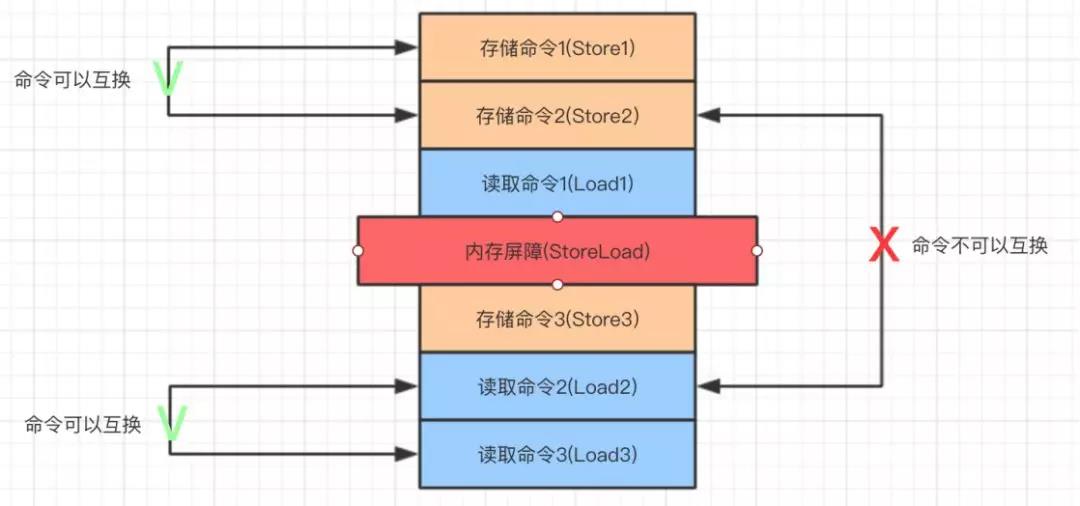 存储命令1(Store1)
命令可以互换
存储命令2(Store2)
读取命令1(Load1)
内存屏障(StoreLoad)
命令不可以互换
存储命令3(Store3)
读取命令2(Load2)
命令可以互换
读取命令3(Load3)